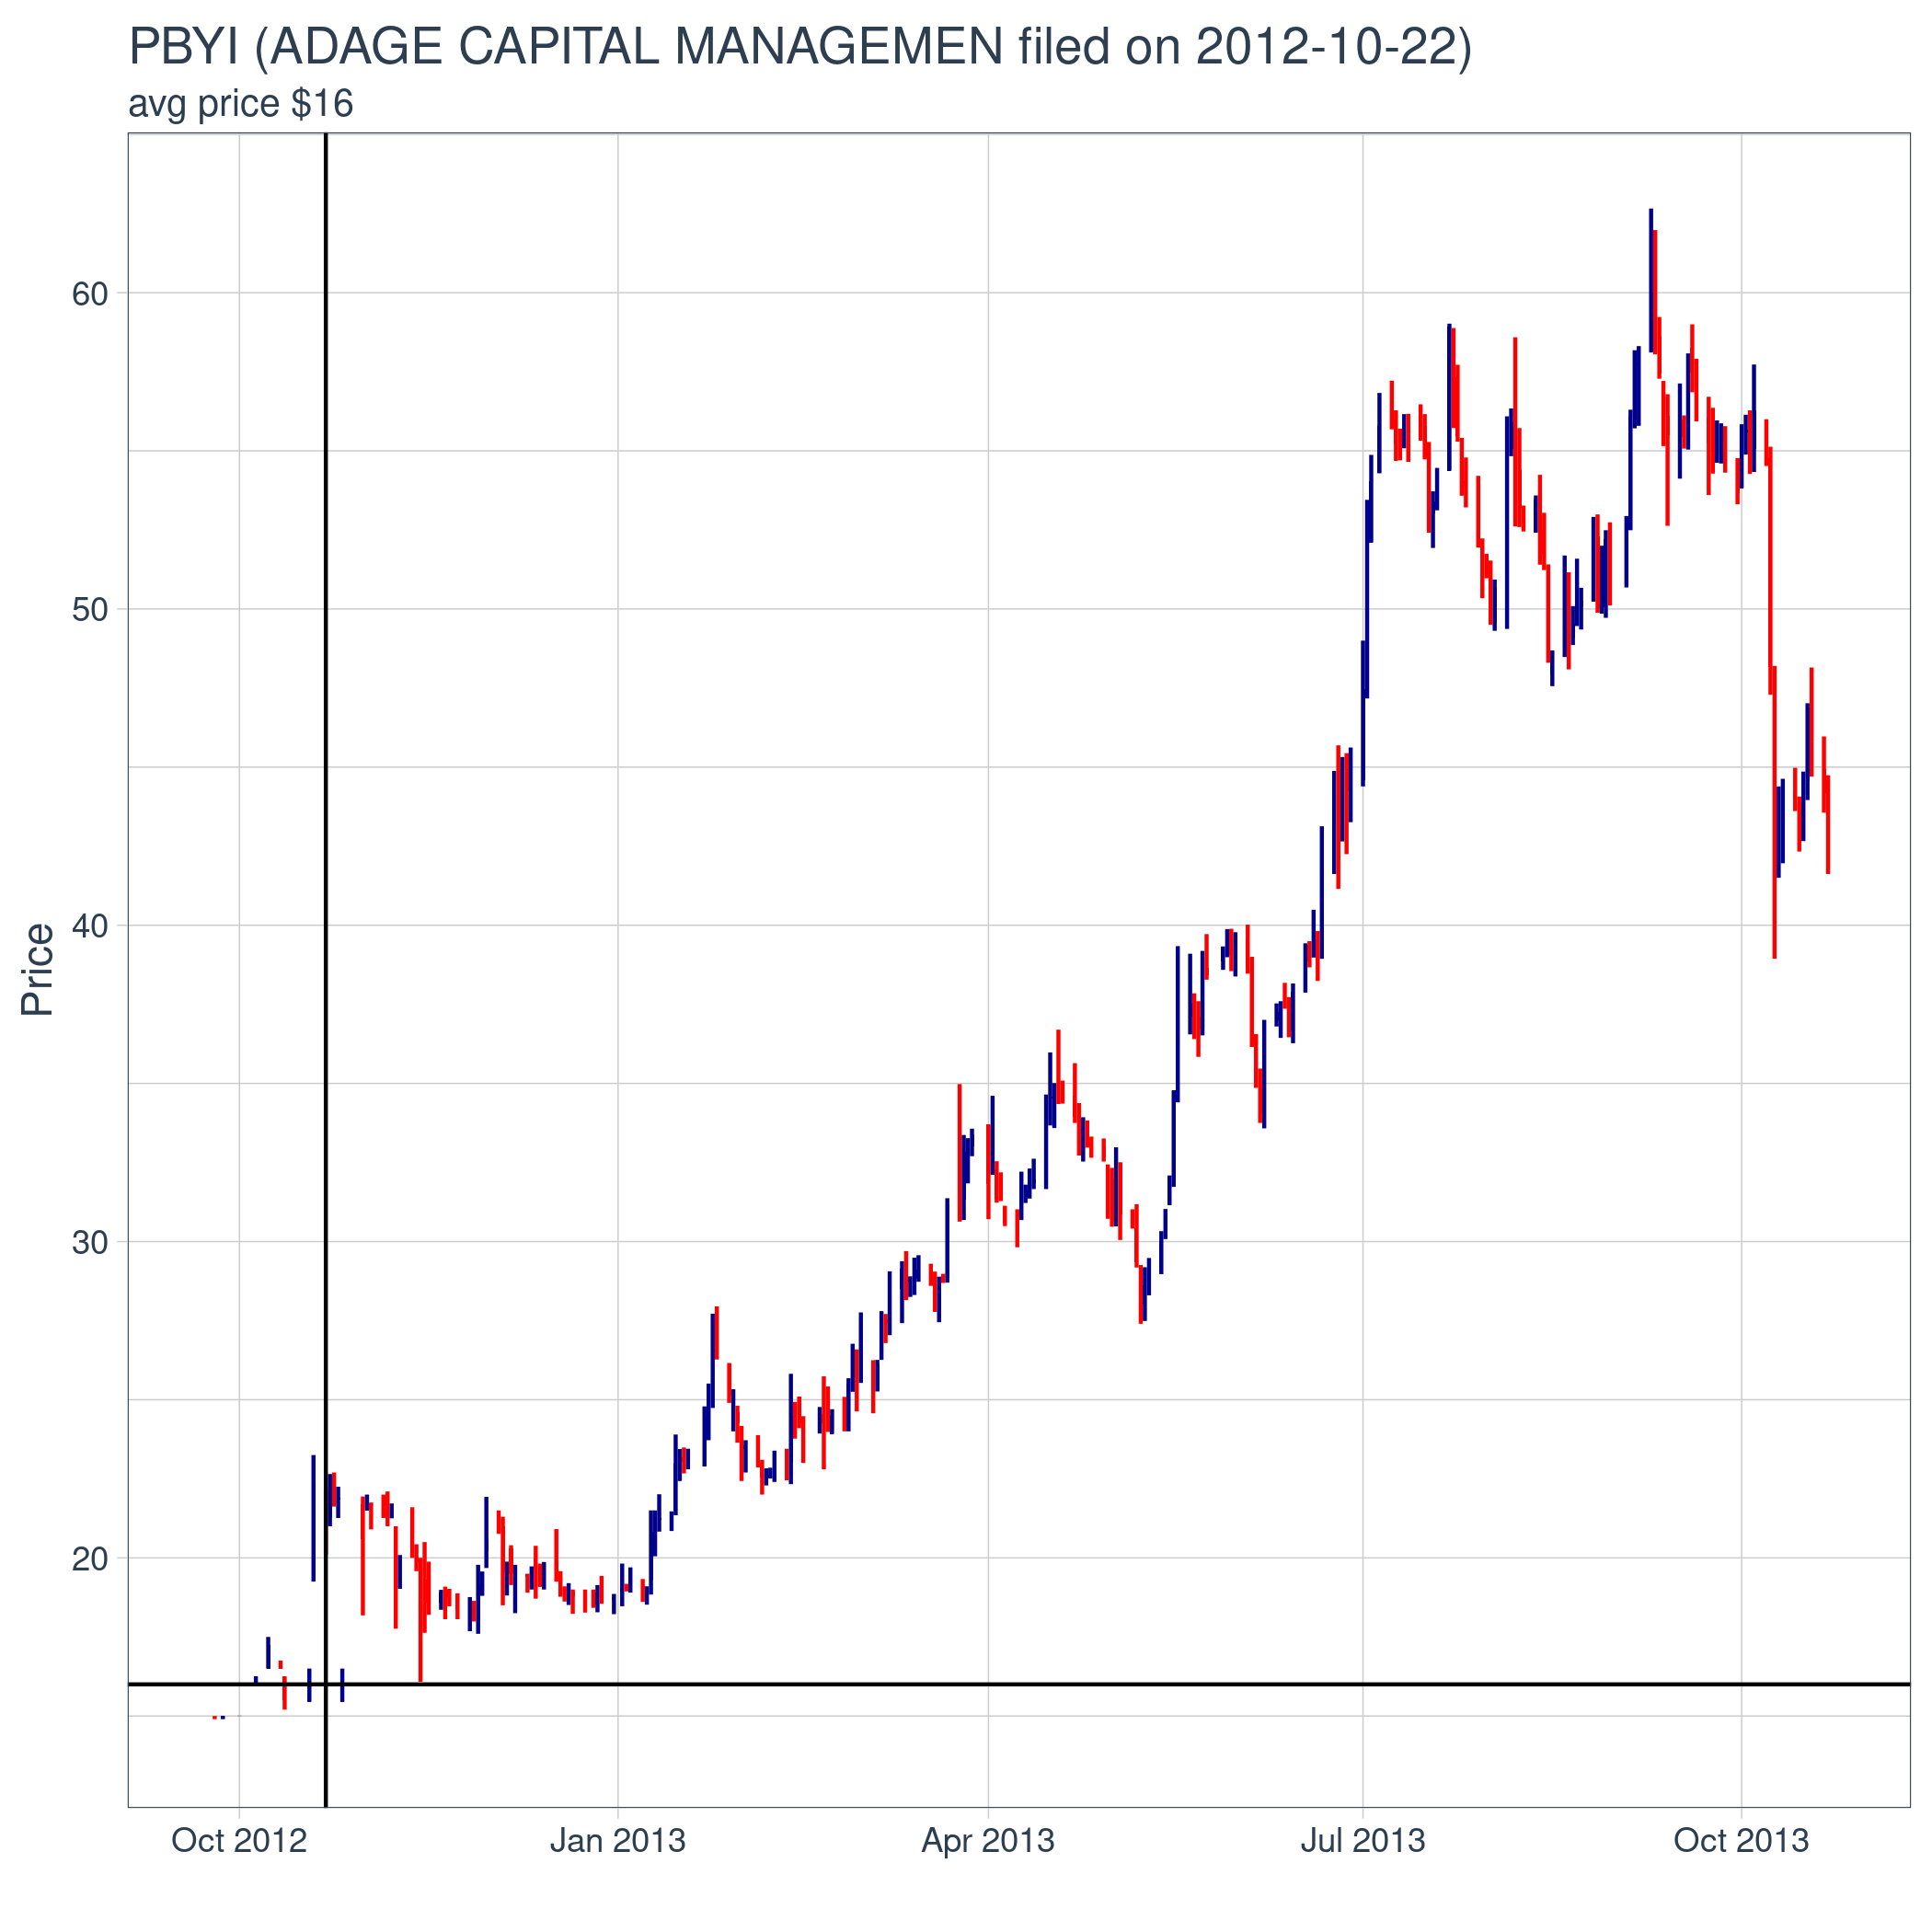 PBYI (ADAGE CAPITAL MANAGEMEN filed on 2012-10-22)
avg price $16
60
50
40
30
20
Price
Oct 2012
Jan 2013
Apr 2013
Jul 2013
Oct 2013